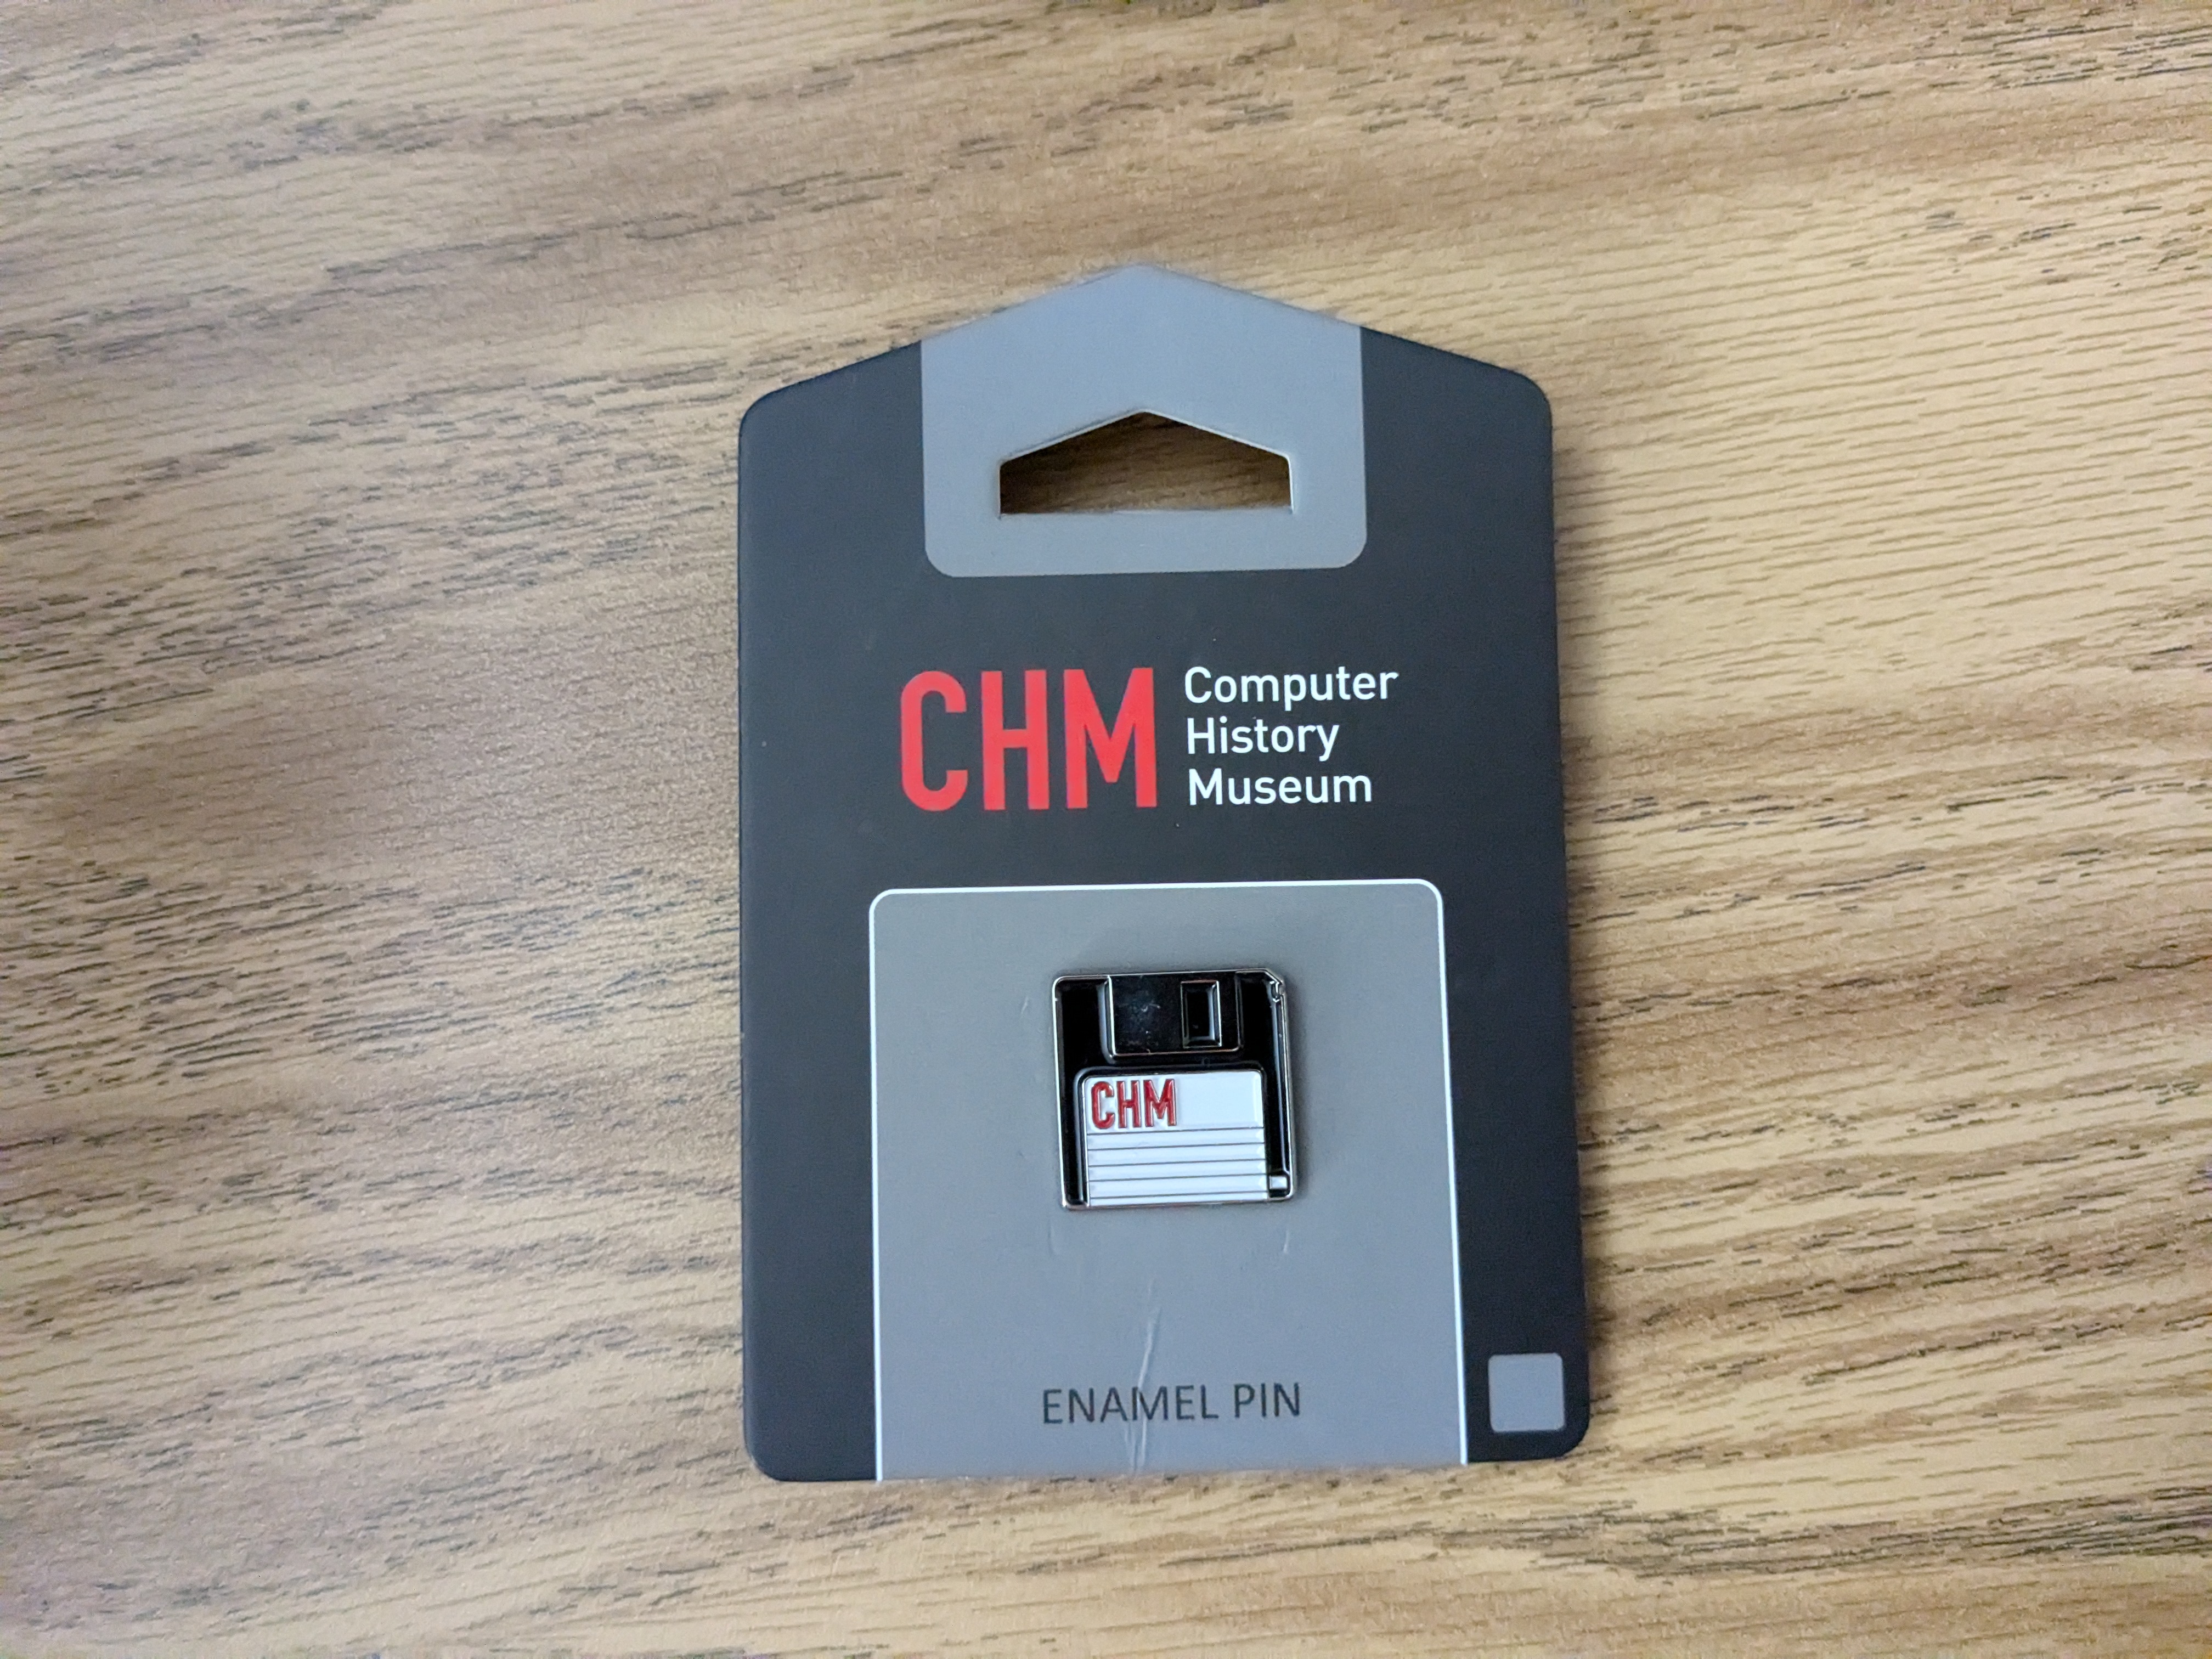 CHM
Computer
History
Museum
CHM
ENAMEL PIN